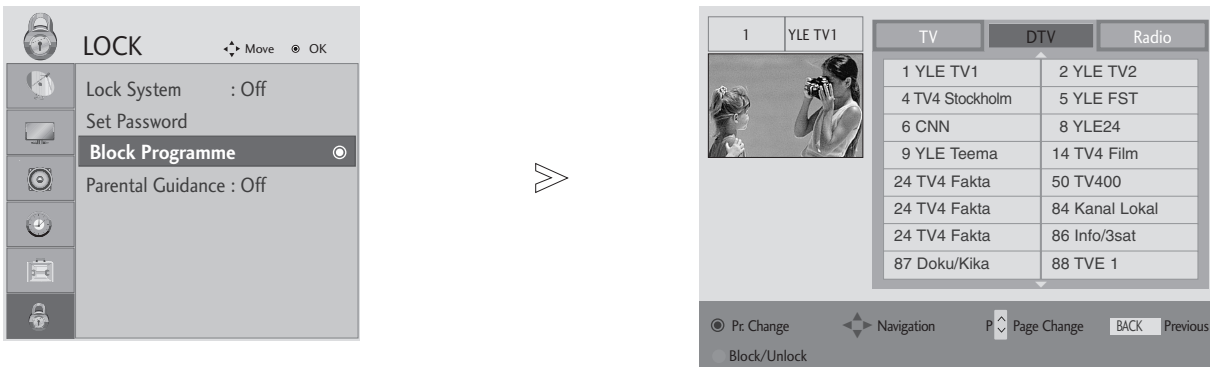 LOCK Move OK
Lock System : Off
Set Password
Block Programme
Parental Guidance : Off
1 YLE TV1
TV DTV Radio
1 YLE TV1 2 YLE TV2
4 TV4 Stockholm 5 YLE FST
6 CNN 8 YLE24
9 YLE Teema 14 TV4 Film
24 TV4 Fakta 50 TV400
24 TV4 Fakta 84 Kanal Lokal
24 TV4 Fakta 86 Info/3sat
87 Doku/Kika 88 TVE 1
Pr. Change Navigation P Page Change BACK Previous
Block/Unlock